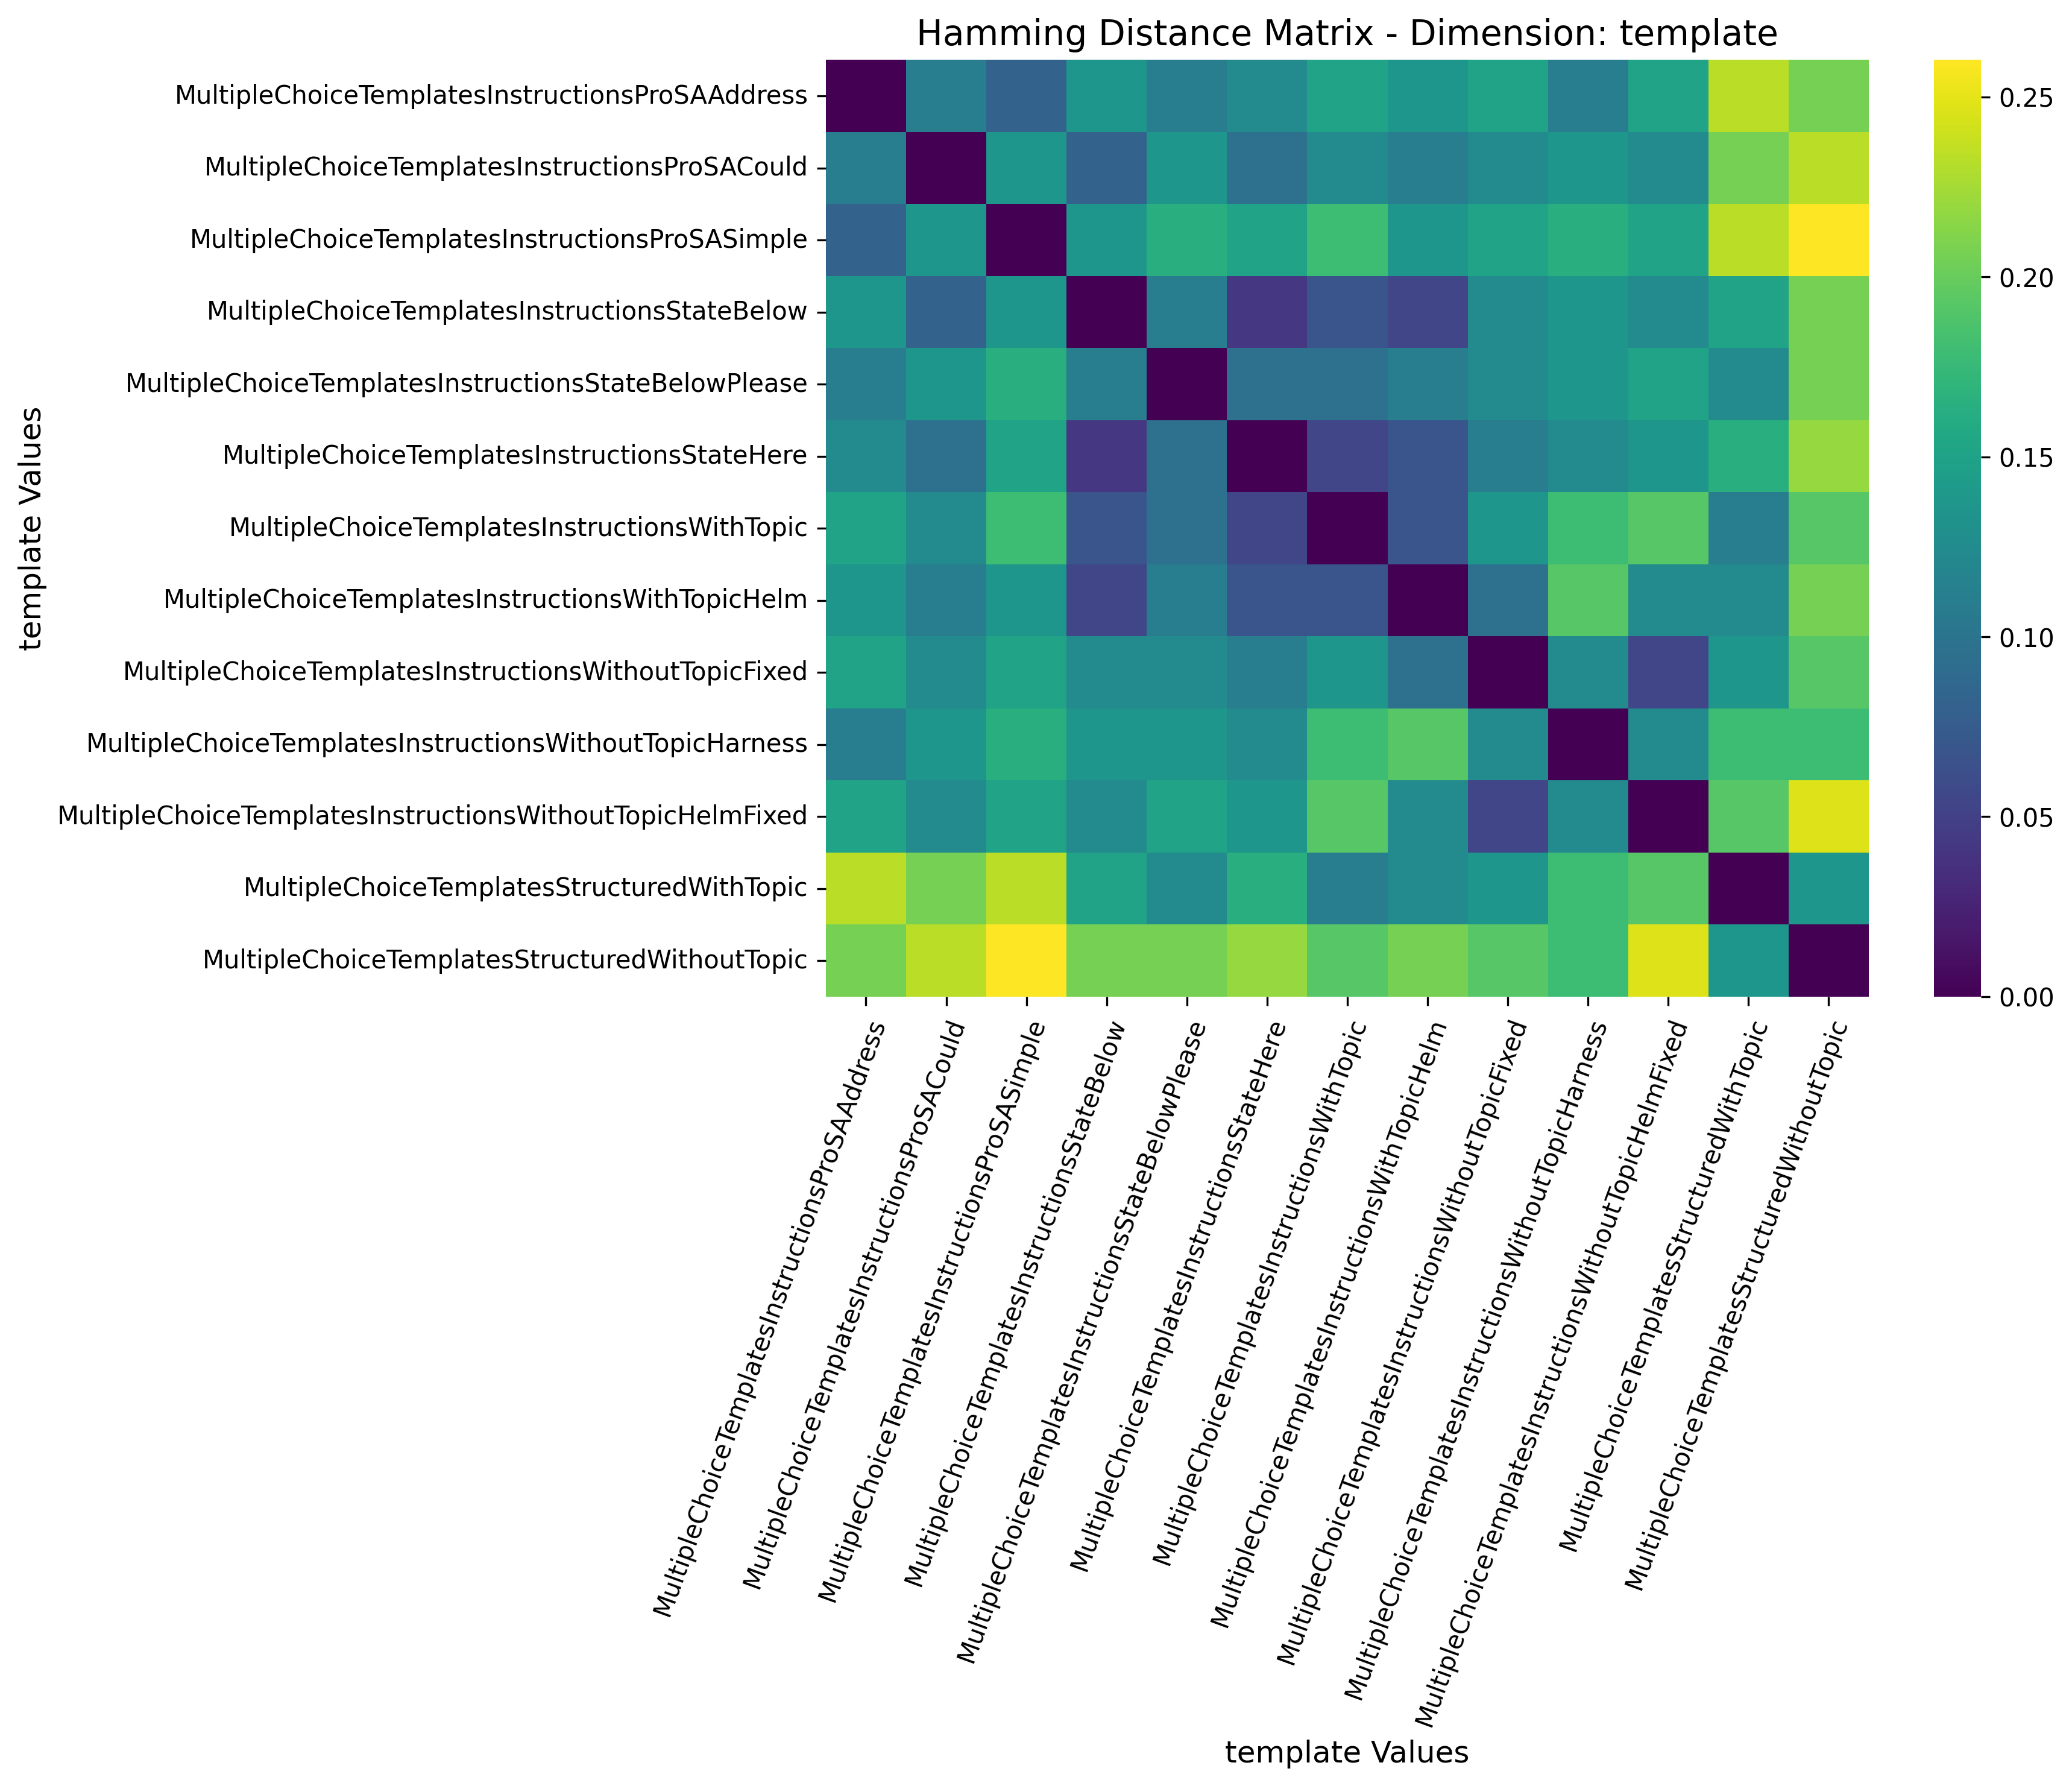 Hamming Distance Matrix - Dimension: template
template Values
MultipleChoiceTemplatesInstructionsProSAAddress
MultipleChoiceTemplatesInstructionsProSACould
MultipleChoiceTemplatesInstructionsProSASimple
MultipleChoiceTemplatesInstructionsStateBelow
MultipleChoiceTemplatesInstructionsStateBelowPlease
MultipleChoiceTemplatesInstructionsStateHere
MultipleChoiceTemplatesInstructionsWithTopic
MultipleChoiceTemplatesInstructionsWithTopicHelm
MultipleChoiceTemplatesInstructionsWithoutTopicFixed
MultipleChoiceTemplatesInstructionsWithoutTopicHarness
MultipleChoiceTemplatesInstructionsWithoutTopicHelmFixed
MultipleChoiceTemplatesStructuredWithTopic
MultipleChoiceTemplatesStructuredWithoutTopic
0.25
0.20
0.15
0.10
0.05
0.00
MultipleChoiceTemplatesInstructionsProSAAddress
MultipleChoiceTemplatesInstructionsProSACould
MultipleChoiceTemplatesInstructionsProSASimple
MultipleChoiceTemplatesInstructionsStateBelow
MultipleChoiceTemplatesInstructionsStateBelowPlease
MultipleChoiceTemplatesInstructionsStateHere
MultipleChoiceTemplatesInstructionsWithTopic
MultipleChoiceTemplatesInstructionsWithTopicHelm
MultipleChoiceTemplatesInstructionsWithoutTopicFixed
MultipleChoiceTemplatesInstructionsWithoutTopicHarness
MultipleChoiceTemplatesInstructionsWithoutTopicHelmFixed
MultipleChoiceTemplatesStructuredWithTopic
MultipleChoiceTemplatesStructuredWithoutTopic
template Values